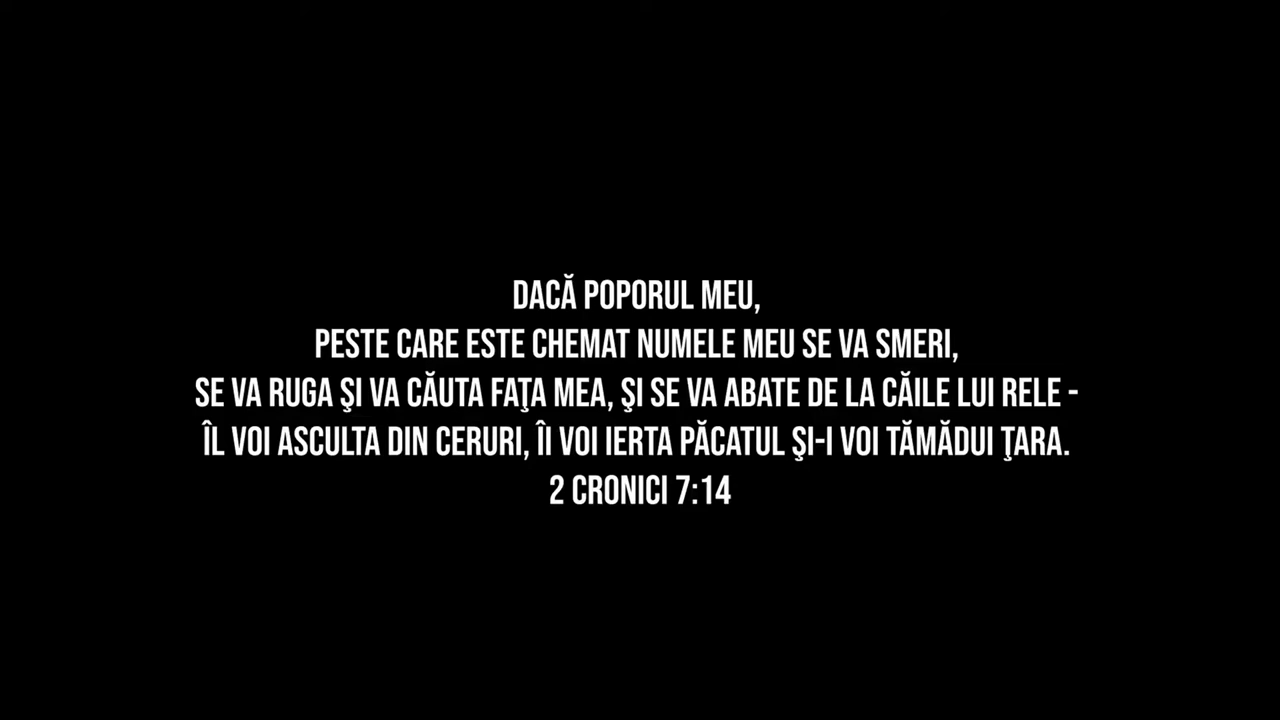 DACĂ POPORUL MEU,
PESTE CARE ESTE CHEMAT NUMELE MEU SE VA SMERI,
SE VA RUGA ŞI VA CĂUTA FAŢA MEA, ŞI SE VA ABATE DE LA CĂILE LUI RELE -
ÎL VOI ASCULTA DIN CERURI, ÎI VOI IERTA PĂCATUL ŞI-I VOI TĂMĂDUI ŢARA.
2 CRONICI 7:14